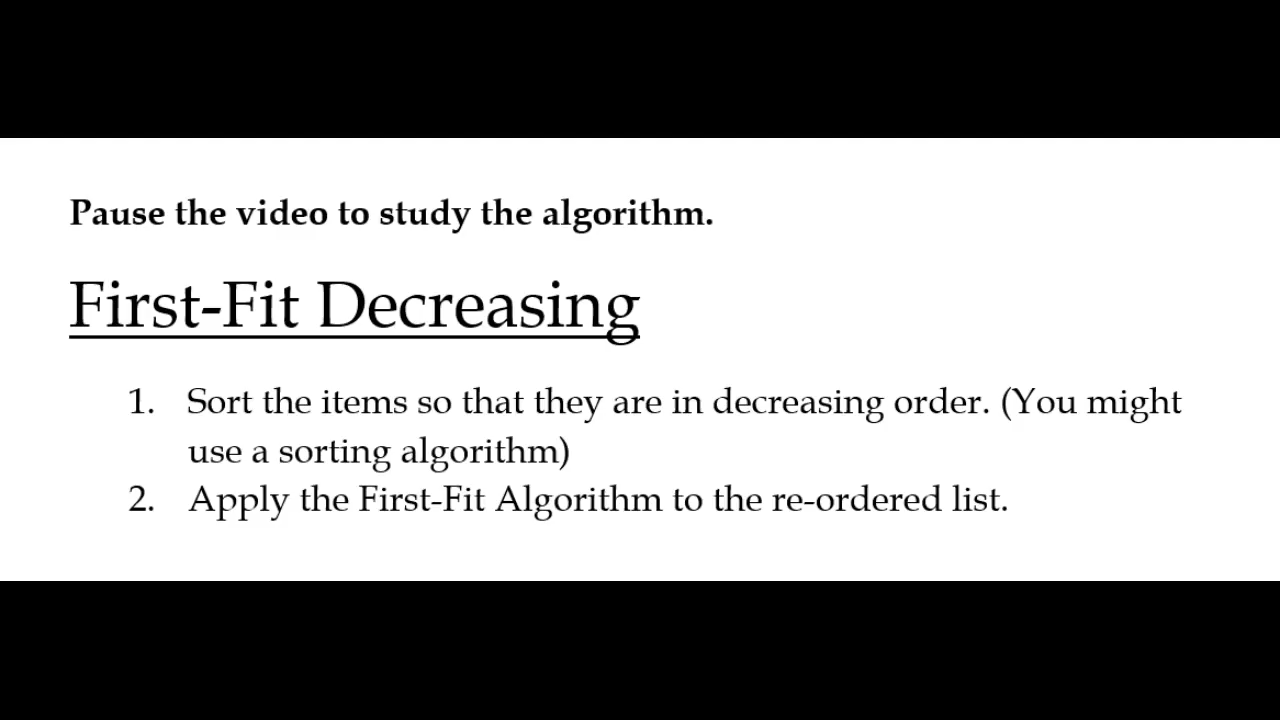 Pause the video to study the algorithm.
First-Fit Decreasing
1. Sort the items so that they are in decreasing order. (You might
use a sorting algorithm)
2. Apply the First-Fit Algorithm to the re-ordered list.